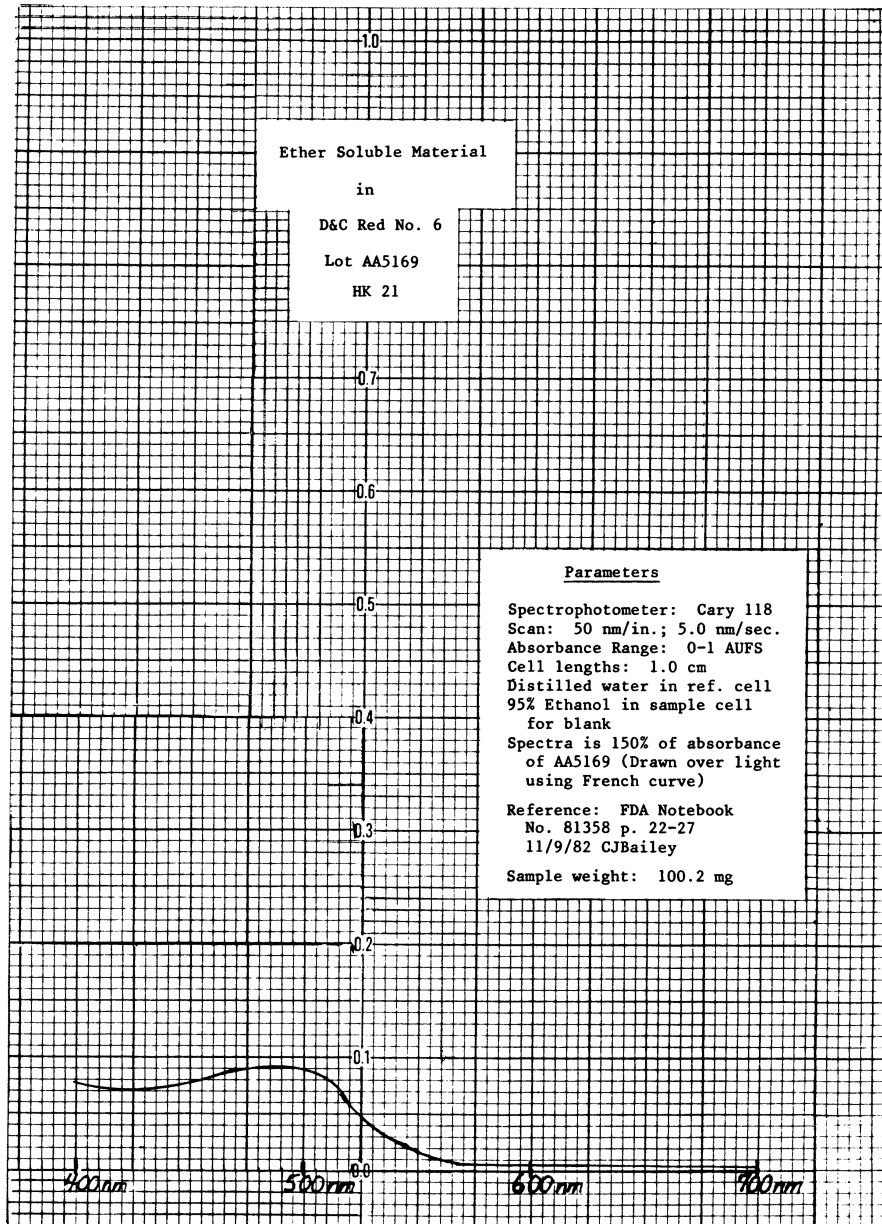 1.0
Ether Soluble Material
in
D&C Red No. 6
Lot AA5169
HK 21
0.7
0.6
Parameters
0.5
Spectrophotometer: Cary 118
Scan: 50 nm/in.; 5.0 nm/sec.
Absorbance Range: 0-1 AUFS
Cell lengths: 1.0 cm
Distilled water in ref. cell
95% Ethanol in sample cell
for blank
0.4
Spectra is 150% of absorbance
of AA5169 (Drawn over light
using French curve)
Reference: FDA Notebook
No. 81358 p. 22-27
11/9/82 CJBailey
0.3
Sample weight: 100.2 mg
0.2
0.1
0.0
400nm 500nm 600nm 700nm